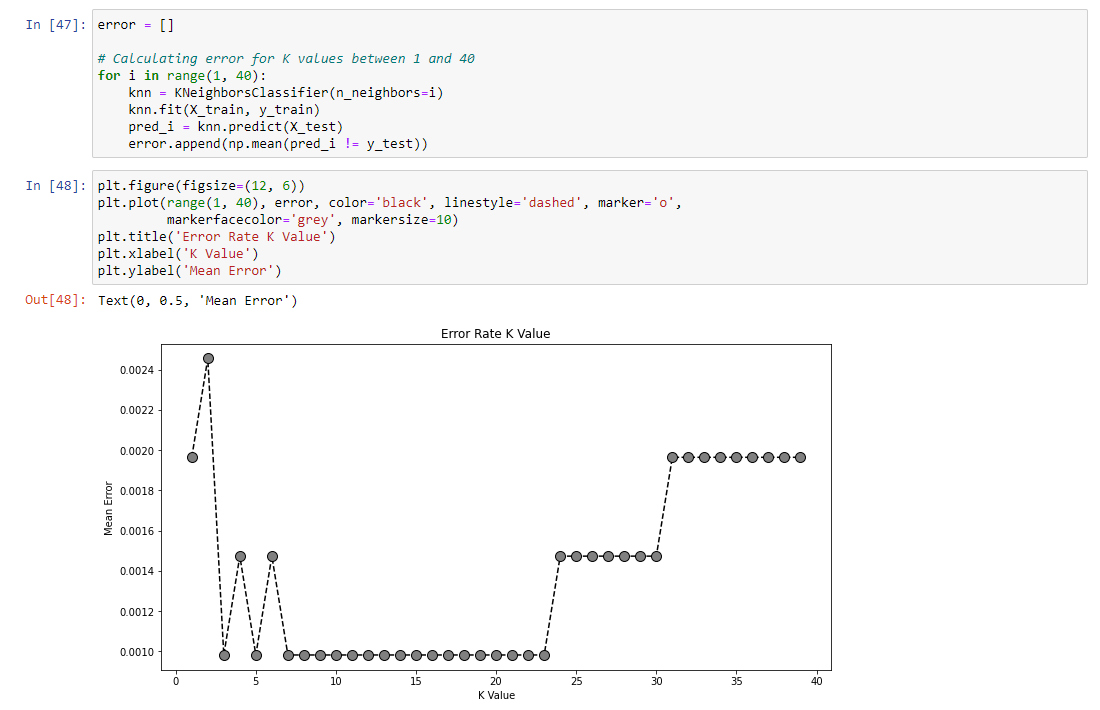 In [47]: error = []
# Calculating error for K values between 1 and 40
for i in range(1, 40):
    knn = KNeighborsClassifier(n_neighbors=i)
    knn.fit(X_train, y_train)
    pred_i = knn.predict(X_test)
    error.append(np.mean(pred_i != y_test))
In [48]: plt.figure(figsize=(12, 6))
plt.plot(range(1, 40), error, color='black', linestyle='dashed', marker='o',
         markerfacecolor='grey', markersize=10)
plt.title('Error Rate K Value')
plt.xlabel('K Value')
plt.ylabel('Mean Error')
Out[48]: Text(0, 0.5, 'Mean Error')
Error Rate K Value
Mean Error
0.0024
0.0022
0.0020
0.0018
0.0016
0.0014
0.0012
0.0010
0 5 10 15 20 25 30 35 40
K Value